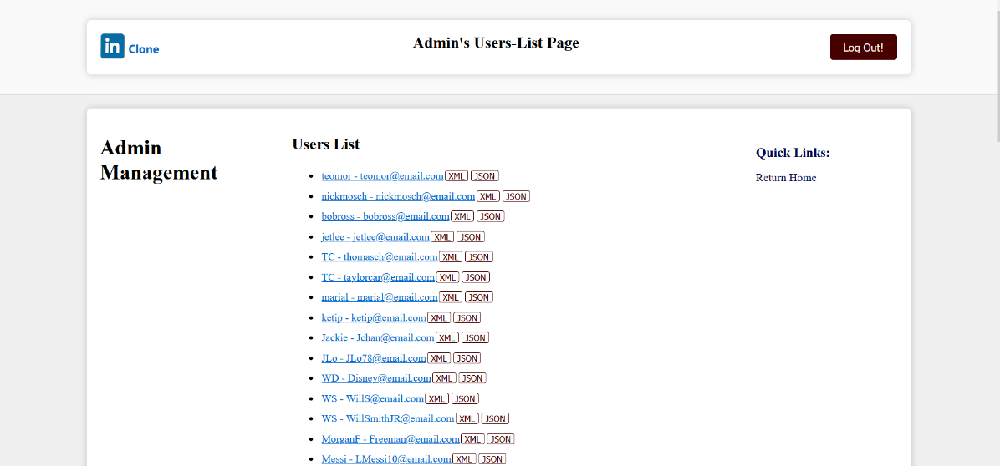 in Clone
Admin's Users-List Page
Log Out!
Admin
Management
Users List
teomor - teomor@email.com XML JSON
nickmosch - nickmosch@email.com XML JSON
bobross - bobross@email.com XML JSON
jetlee - jetlee@email.com XML JSON
TC - thomasch@email.com XML JSON
TC - taylorcar@email.com XML JSON
marial - marial@email.com XML JSON
ketip - ketip@email.com XML JSON
Jackie - Jchan@email.com XML JSON
JLo - JLo78@email.com XML JSON
WD - Disney@email.com XML JSON
WS - WillS@email.com XML JSON
WS - WillSmithJR@email.com XML JSON
MorganF - Freeman@email.com XML JSON
Messi - LMessi10@email.com XML JSON
Quick Links:
Return Home